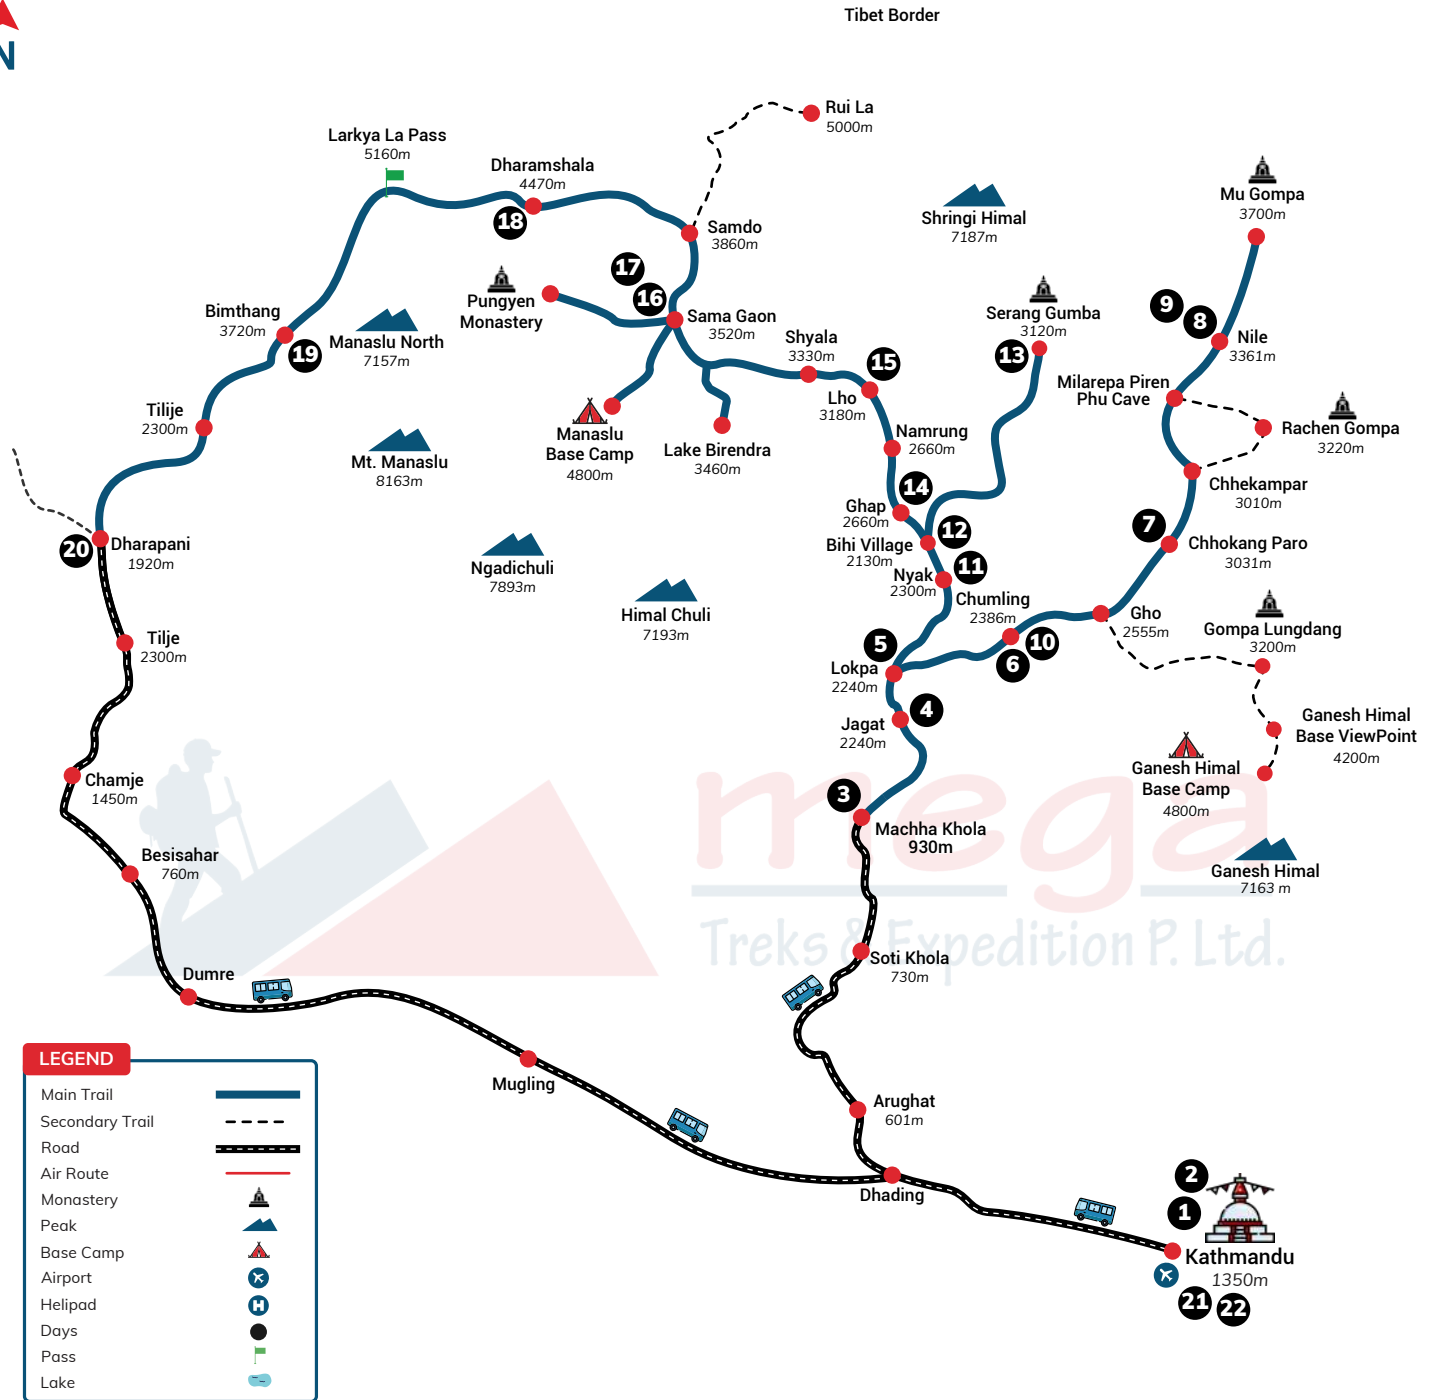 Tibet Border
N
Rui La
5000m
Larkya La Pass
5160m
Dharamshala
4470m
18
Samdo
3860m
Shringi Himal
7187m
Mu Gompa
3700m
17
16
Pungyen
Monastery
Sama Gaon
3520m
Bimthang
3720m
19
Manaslu North
7157m
Shyala
3330m
15
Lho
3180m
Serang Gumba
3120m
13
9
8
Nile
3361m
Milarepa Piren
Phu Cave
Rachen Gompa
3220m
Tilije
2300m
Mt. Manaslu
8163m
Manaslu
Base Camp
4800m
Lake Birendra
3460m
Namrung
2660m
14
Ghap
2660m
12
Bihi Village
2130m
11
Nyak
2300m
Chhekampar
3010m
7
Chhokang Paro
3031m
20
Dharapani
1920m
Ngadichuli
7893m
Himal Chuli
7193m
Chumling
2386m
10
6
Gho
2555m
Gompa Lungdang
3200m
Tilje
2300m
5
Lokpa
2240m
4
Jagat
2240m
Ganesh Himal
Base ViewPoint
4200m
Ganesh Himal
Base Camp
4800m
Chamje
1450m
3
Machha Khola
930m
mega
Treks & Expedition P. Ltd.
Ganesh Himal
7163 m
Besisahar
760m
Soti Khola
730m
Dumre
Mugling
Arughat
601m
Dhading
2
1
Kathmandu
1350m
21
22
LEGEND
Main Trail
Secondary Trail
Road
Air Route
Monastery
Peak
Base Camp
Airport
Helipad
H
Days
Pass
Lake